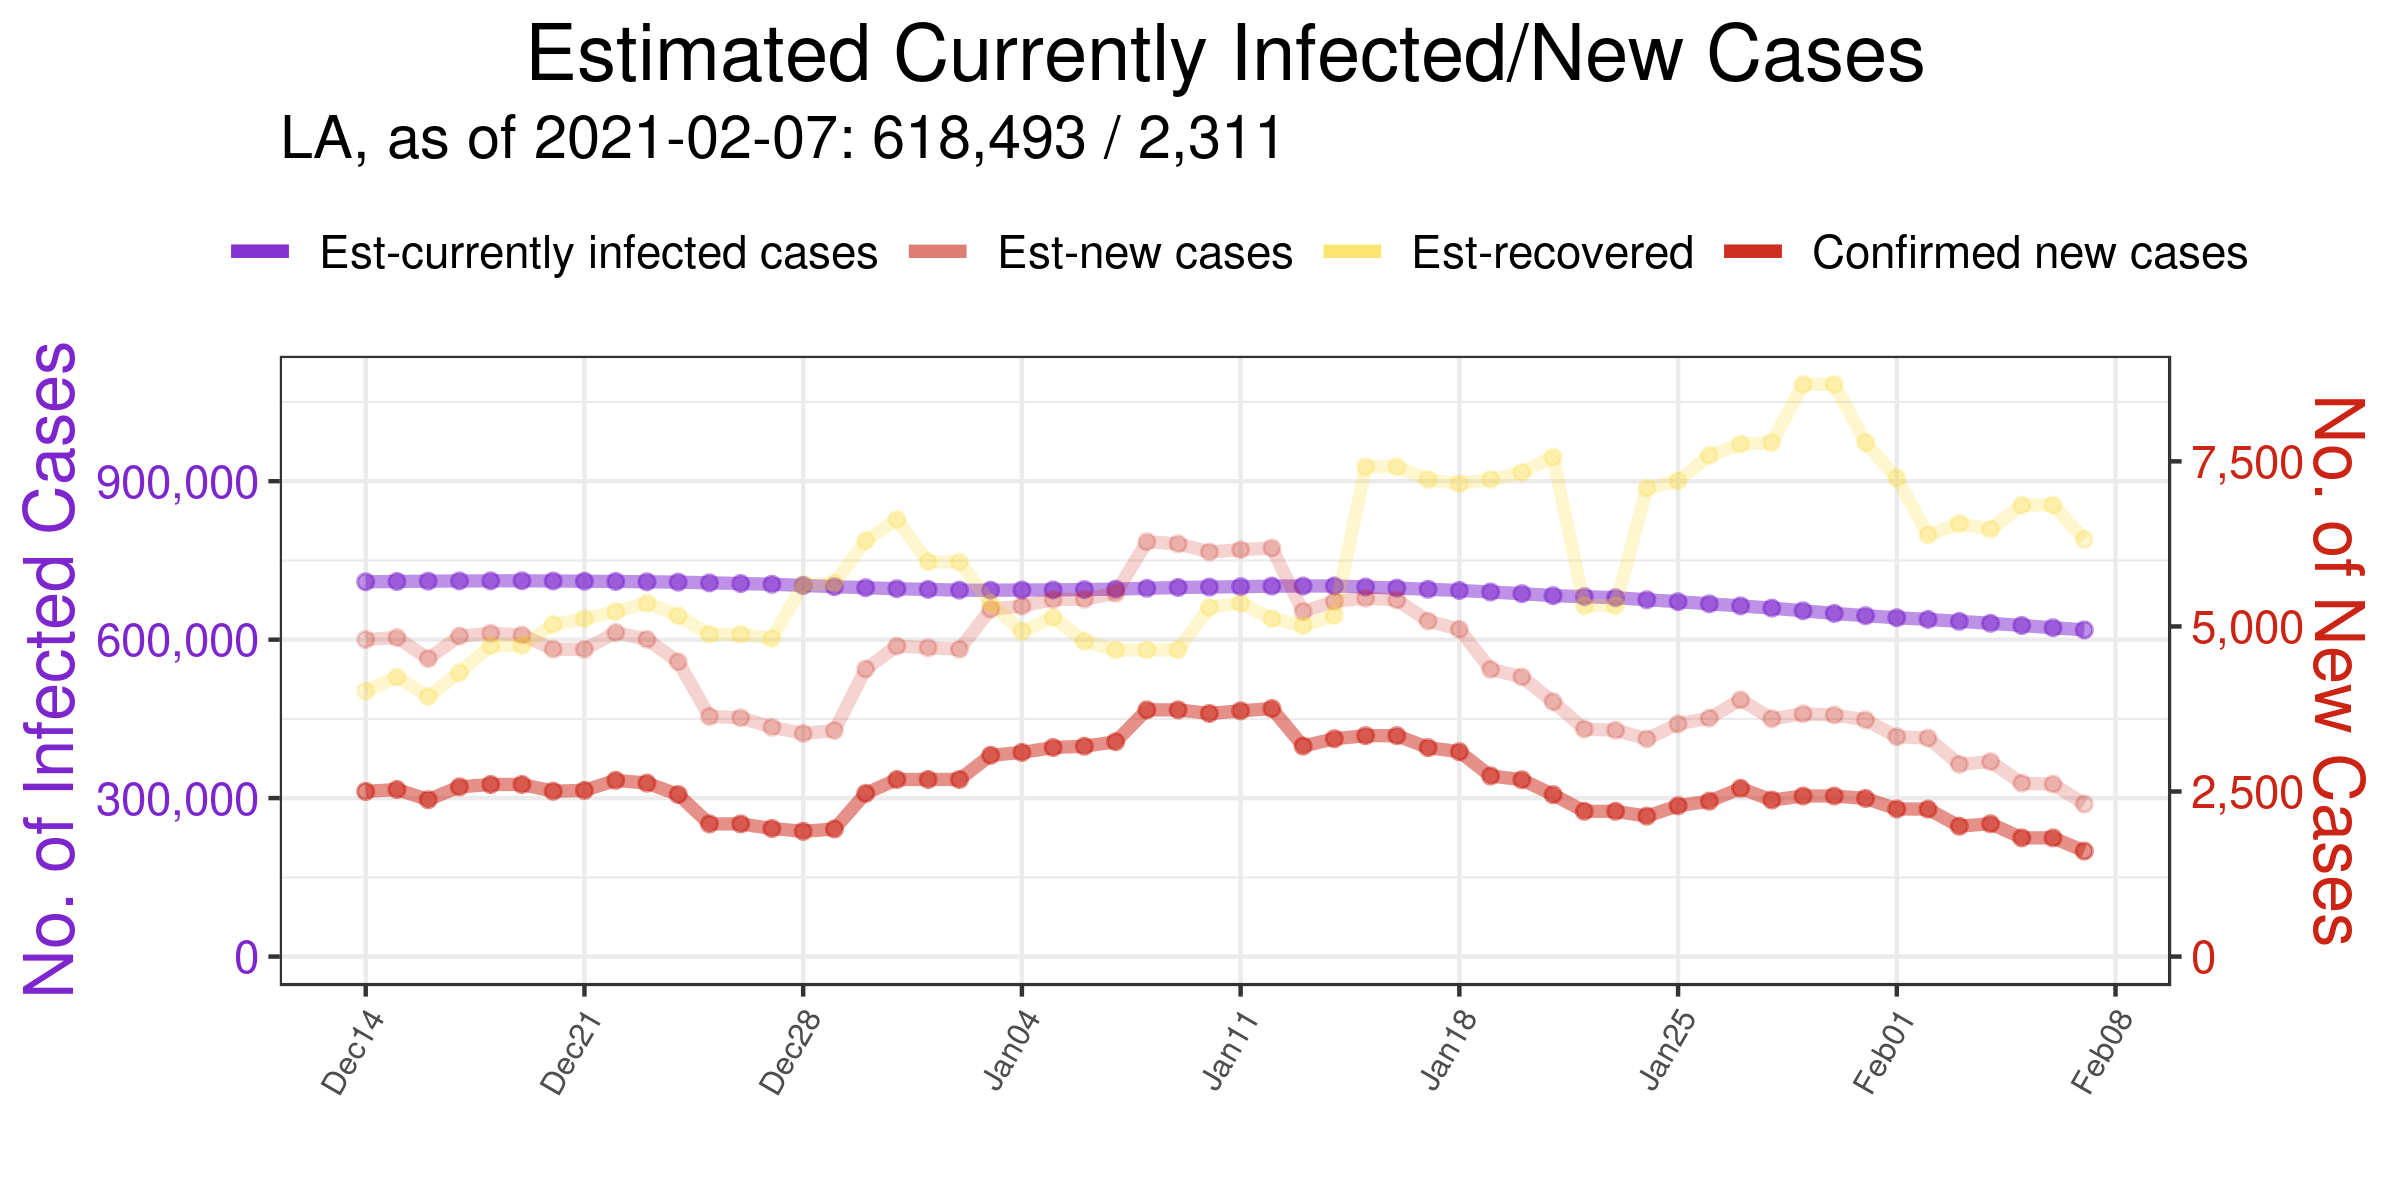 Estimated Currently Infected/New Cases
LA, as of 2021-02-07: 618,493 / 2,311
Est-currently infected cases Est-new cases Est-recovered Confirmed new cases
No. of Infected Cases
900,000
600,000
300,000
0
7,500
5,000
2,500
0
No. of New Cases
Dec14 Dec21 Dec28 Jan04 Jan11 Jan18 Jan25 Feb01 Feb08